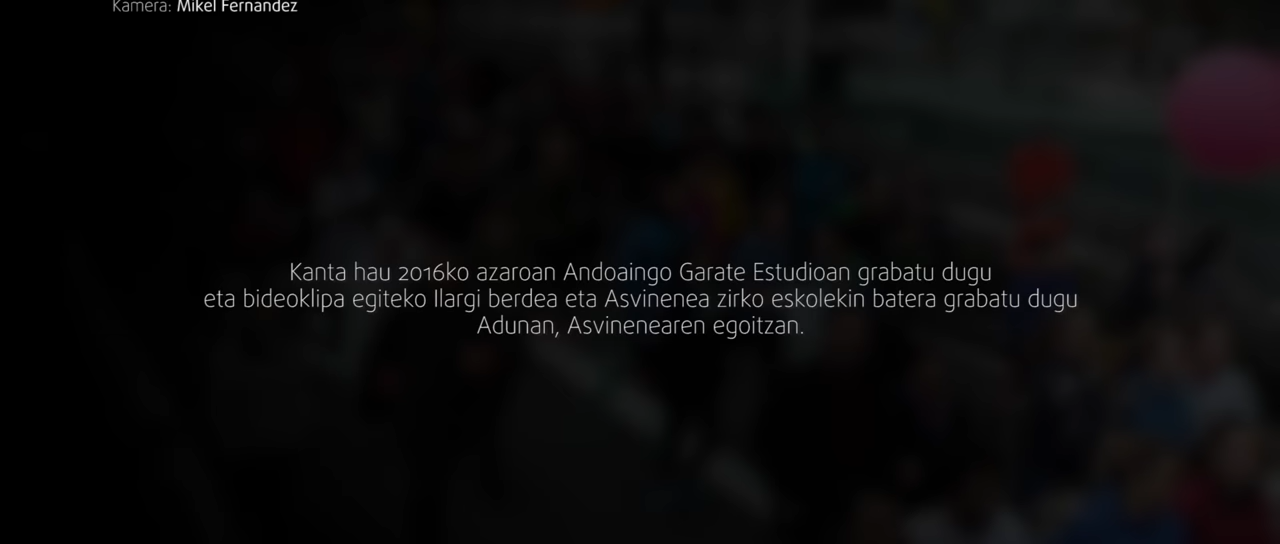 Kamera: Mikel Fernandez
Kanta hau 2016ko azaroan Andoaingo Garate Estudioan grabatu dugu
eta bideoklipa egiteko Ilargi berdea eta Asvinenea zirko eskolekin batera grabatu dugu
Adunan, Asvinenearen egoitzan.